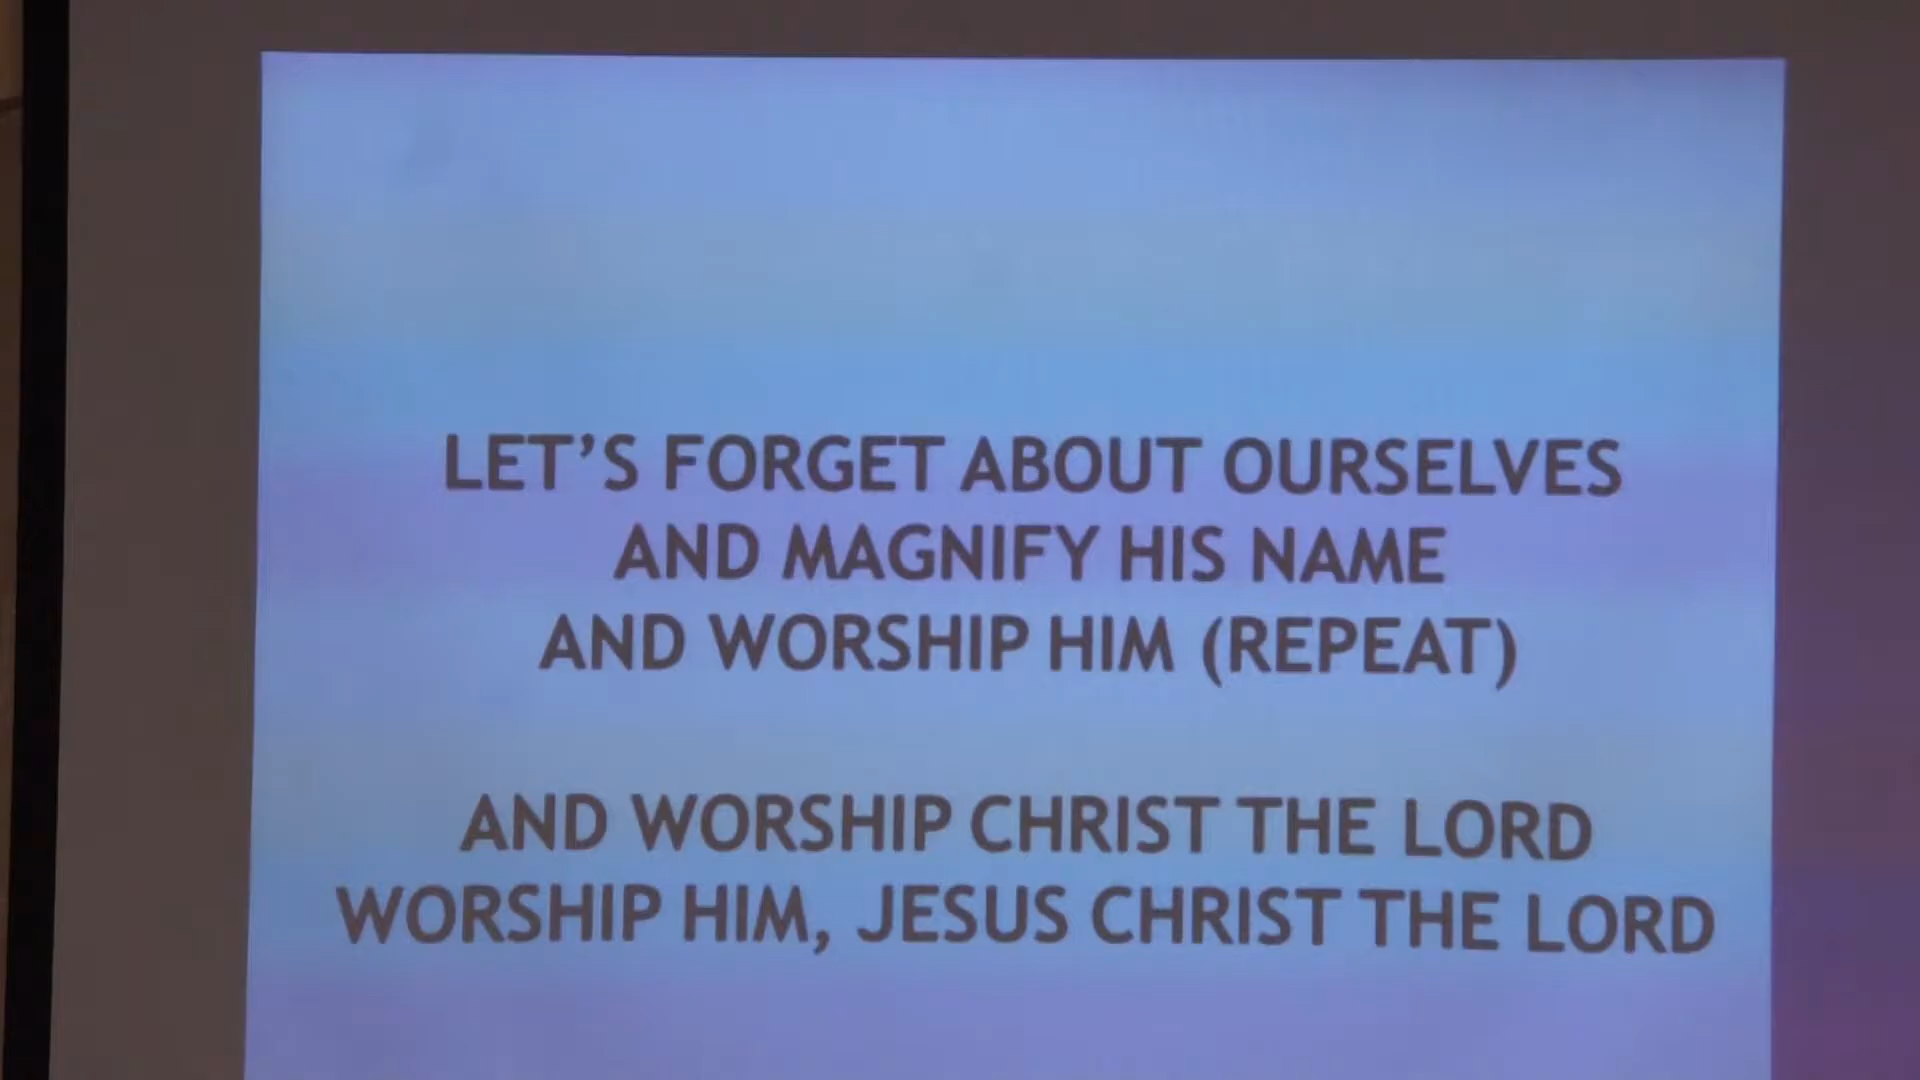 LET’S FORGET ABOUT OURSELVES
AND MAGNIFY HIS NAME
AND WORSHIP HIM (REPEAT)
AND WORSHIP CHRIST THE LORD
WORSHIP HIM, JESUS CHRIST THE LORD